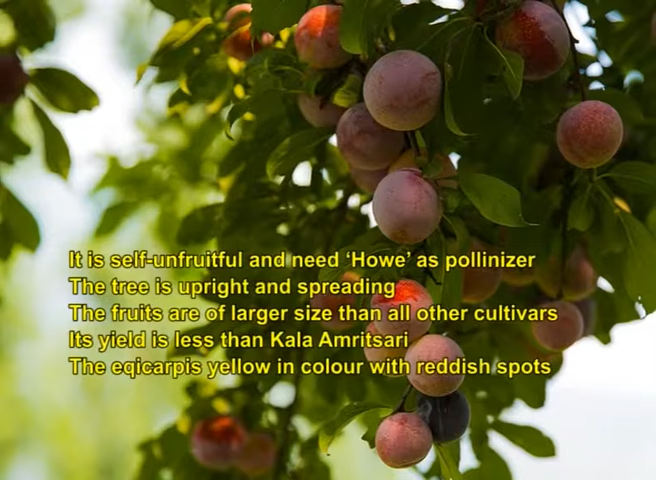 It is self-unfruitful and need ‘Howe’ as pollinizer
The tree is upright and spreading
The fruits are of larger size than all other cultivars
Its yield is less than Kala Amritsari
The eqicarpis yellow in colour with reddish spots